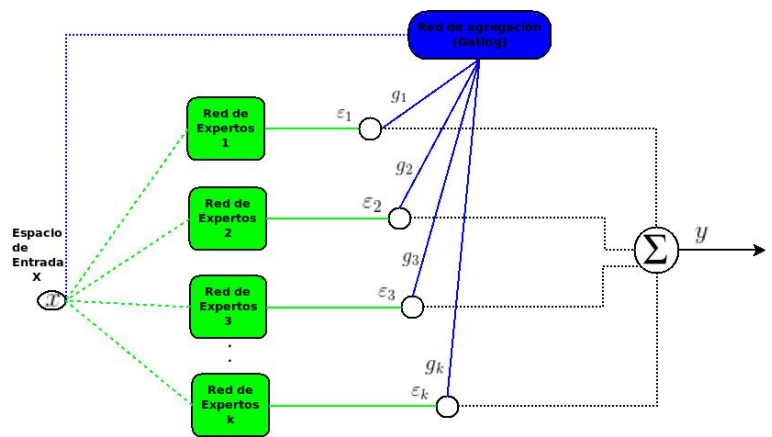 Red de agregación
(Gating)
g₁
ε₁
Red de
Expertos
1
g₂
ε₂
Red de
Expertos
2
Espacio
de
Entrada
X
x
g₃
ε₃
Red de
Expertos
3
.
.
gₖ
εₖ
Red de
Expertos
k
Σ
y